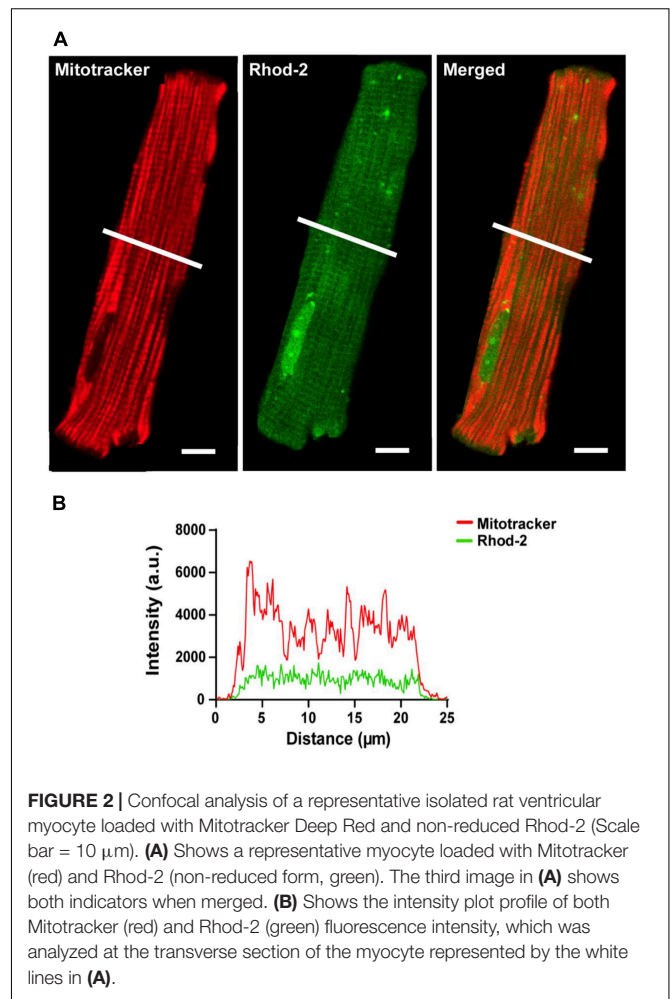 A
Mitotracker
Rhod-2
Merged
B
Mitotracker
Rhod-2
8000
6000
4000
2000
0
Intensity (a.u.)
0 5 10 15 20 25
Distance (µm)
FIGURE 2 | Confocal analysis of a representative isolated rat ventricular
myocyte loaded with Mitotracker Deep Red and non-reduced Rhod-2 (Scale
bar = 10 µm). (A) Shows a representative myocyte loaded with Mitotracker
(red) and Rhod-2 (non-reduced form, green). The third image in (A) shows
both indicators when merged. (B) Shows the intensity plot profile of both
Mitotracker (red) and Rhod-2 (green) fluorescence intensity, which was
analyzed at the transverse section of the myocyte represented by the white
lines in (A).